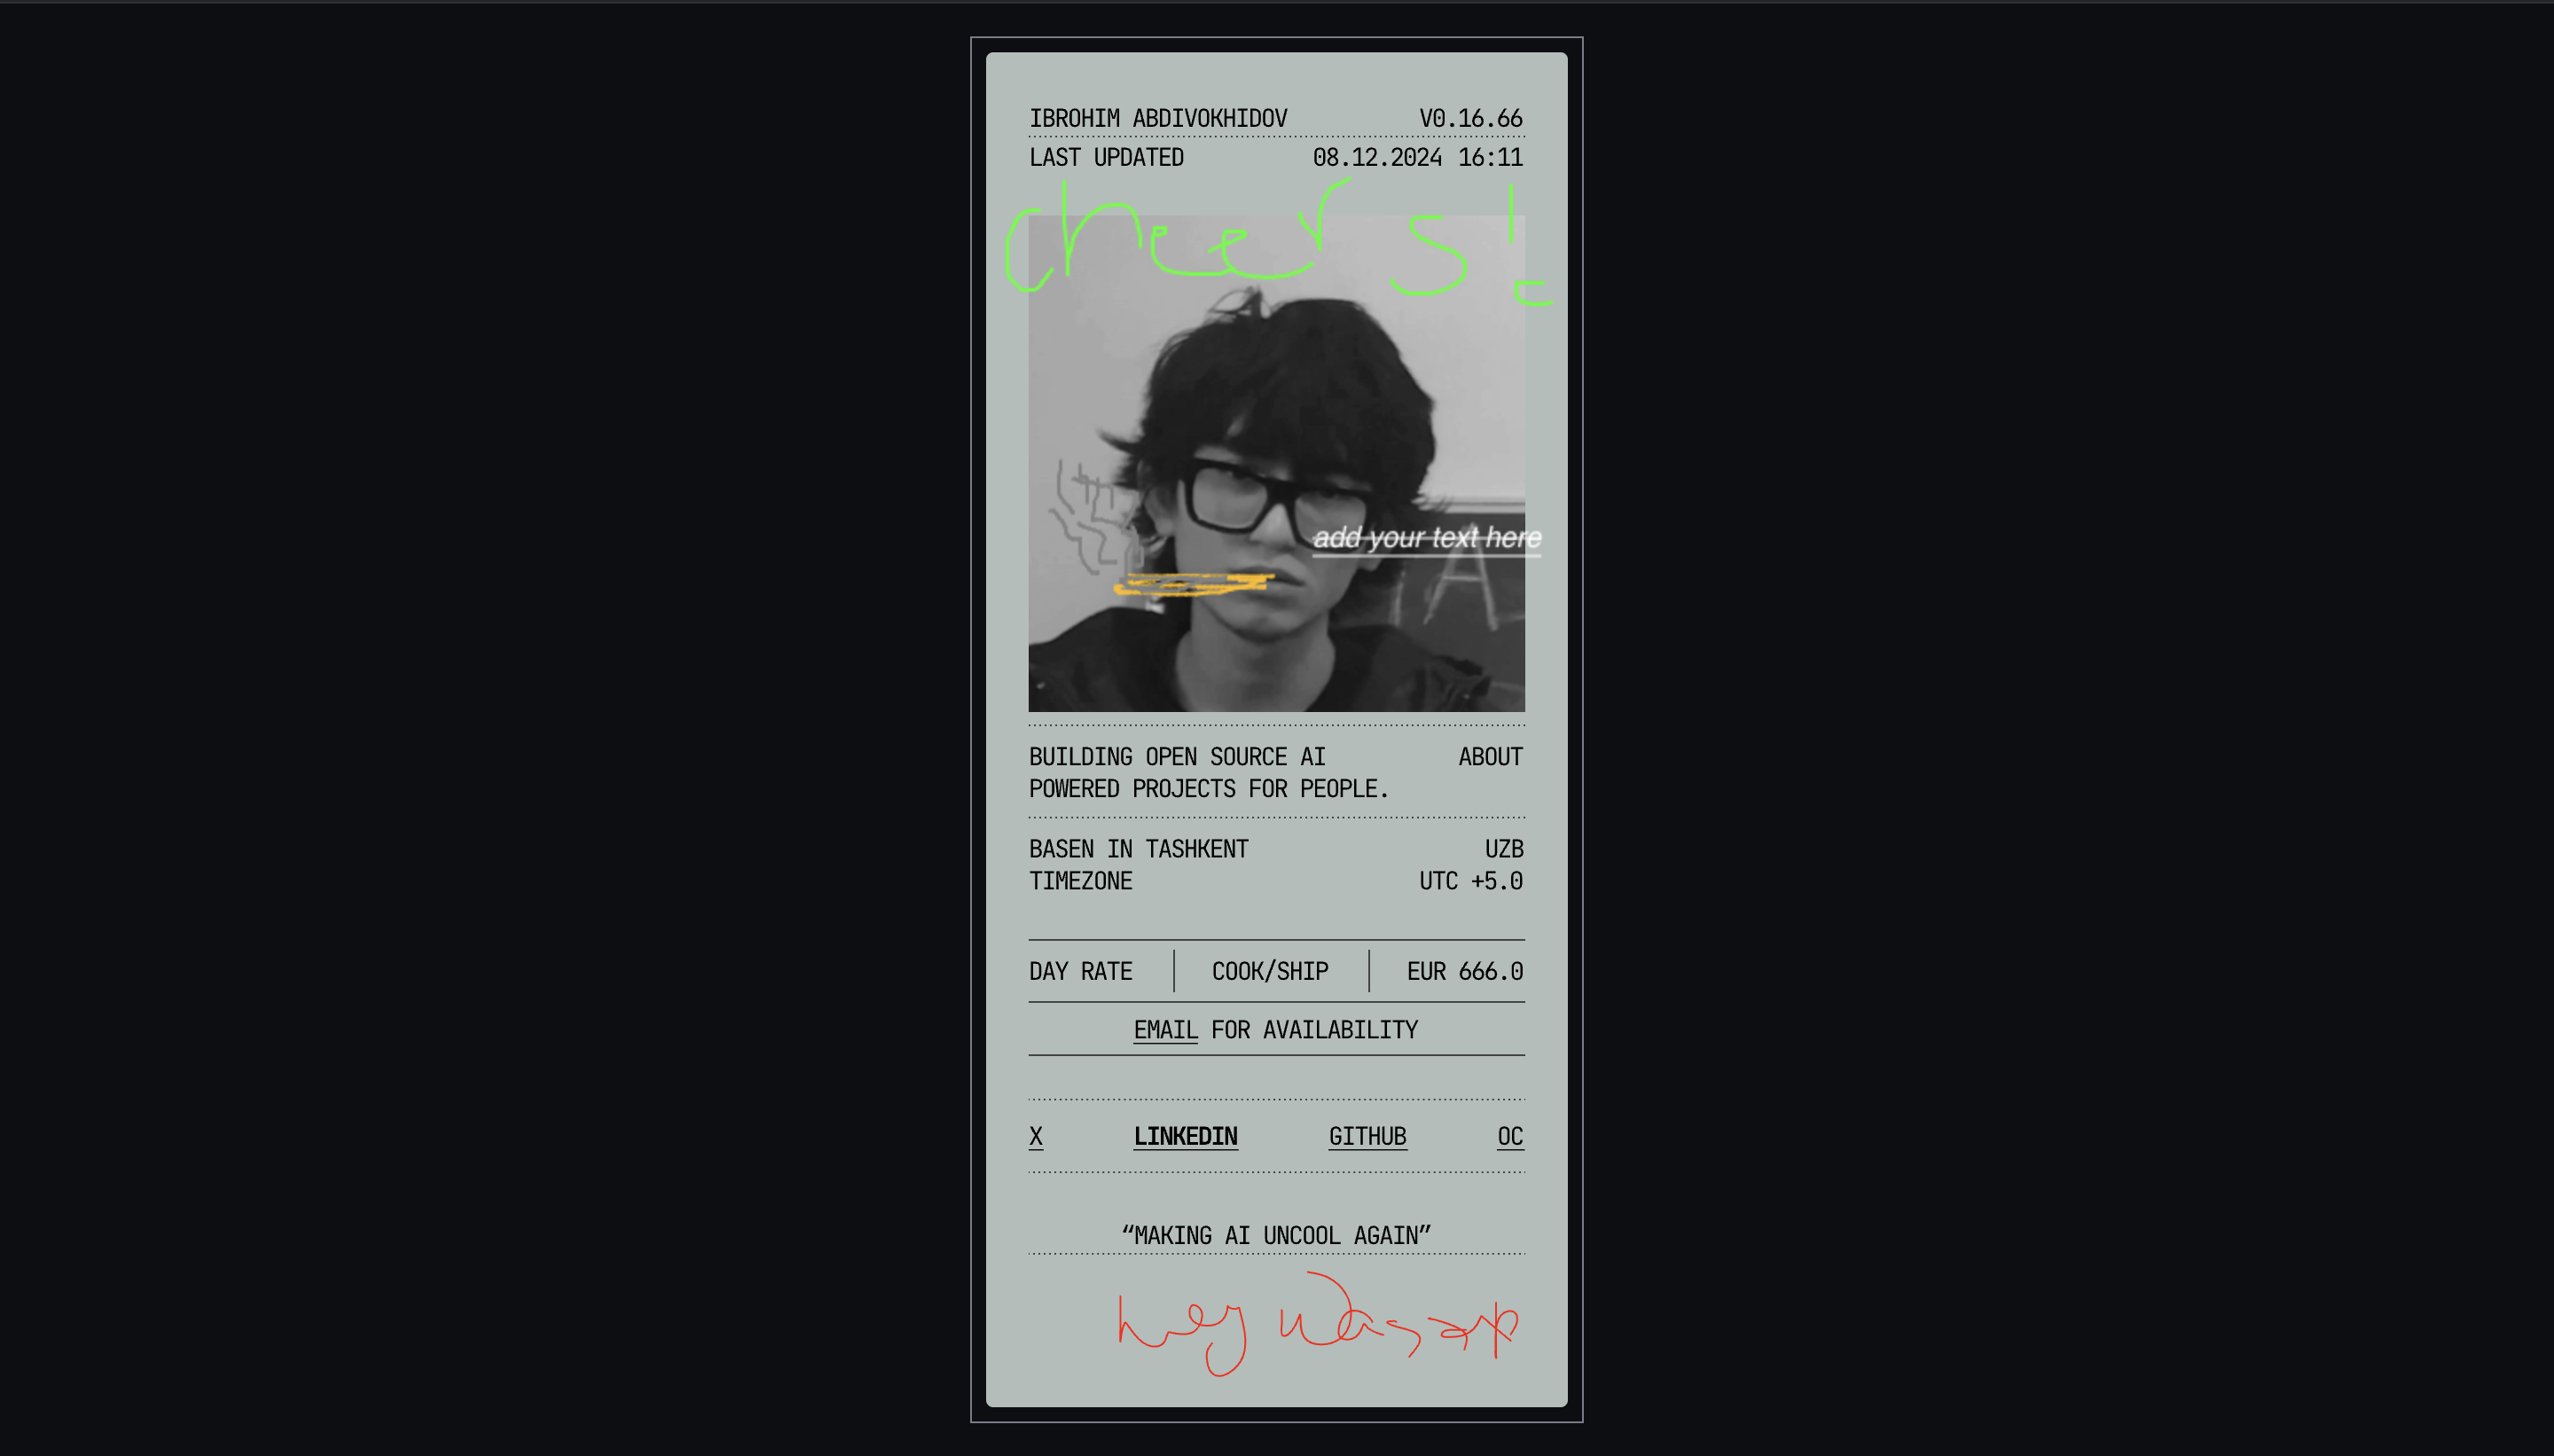 IBROHIM ABDIVOKHIDOV V0.16.66
LAST UPDATED 08.12.2024 16:11
cheers!
add your text here
A
BUILDING OPEN SOURCE AI ABOUT
POWERED PROJECTS FOR PEOPLE.
BASEN IN TASHKENT UZB
TIMEZONE UTC +5.0
DAY RATE COOK/SHIP EUR 666.0
EMAIL FOR AVAILABILITY
X LINKEDIN GITHUB OC
“MAKING AI UNCOOL AGAIN”
hey wassap